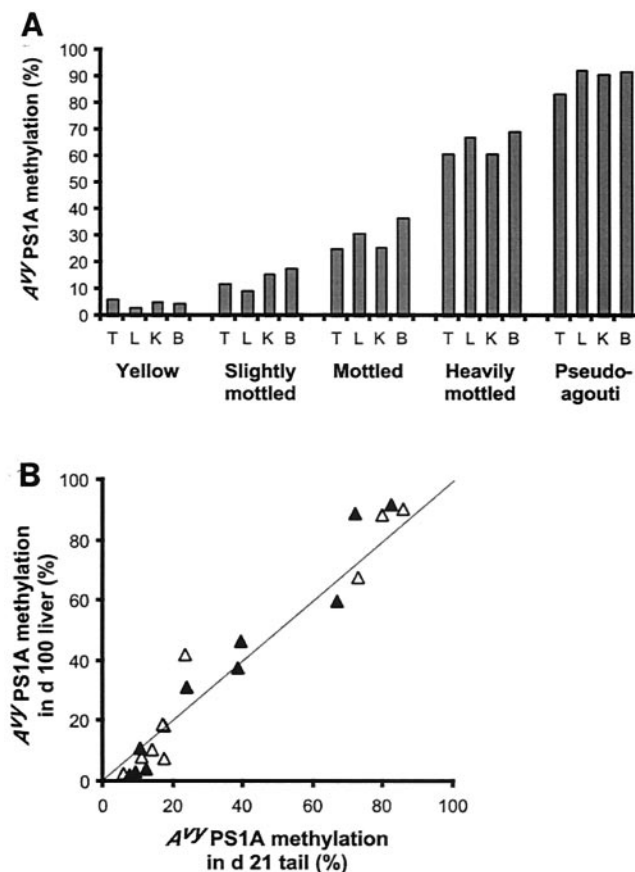 A
A^vy PS1A methylation (%)
100
90
80
70
60
50
40
30
20
10
0
T L K B T L K B T L K B T L K B T L K B
Yellow Slightly mottled Mottled Heavily mottled Pseudo-agouti
B
A^vy PS1A methylation
in d 100 liver (%)
100
80
60
40
20
0
0 20 40 60 80 100
A^vy PS1A methylation
in d 21 tail (%)